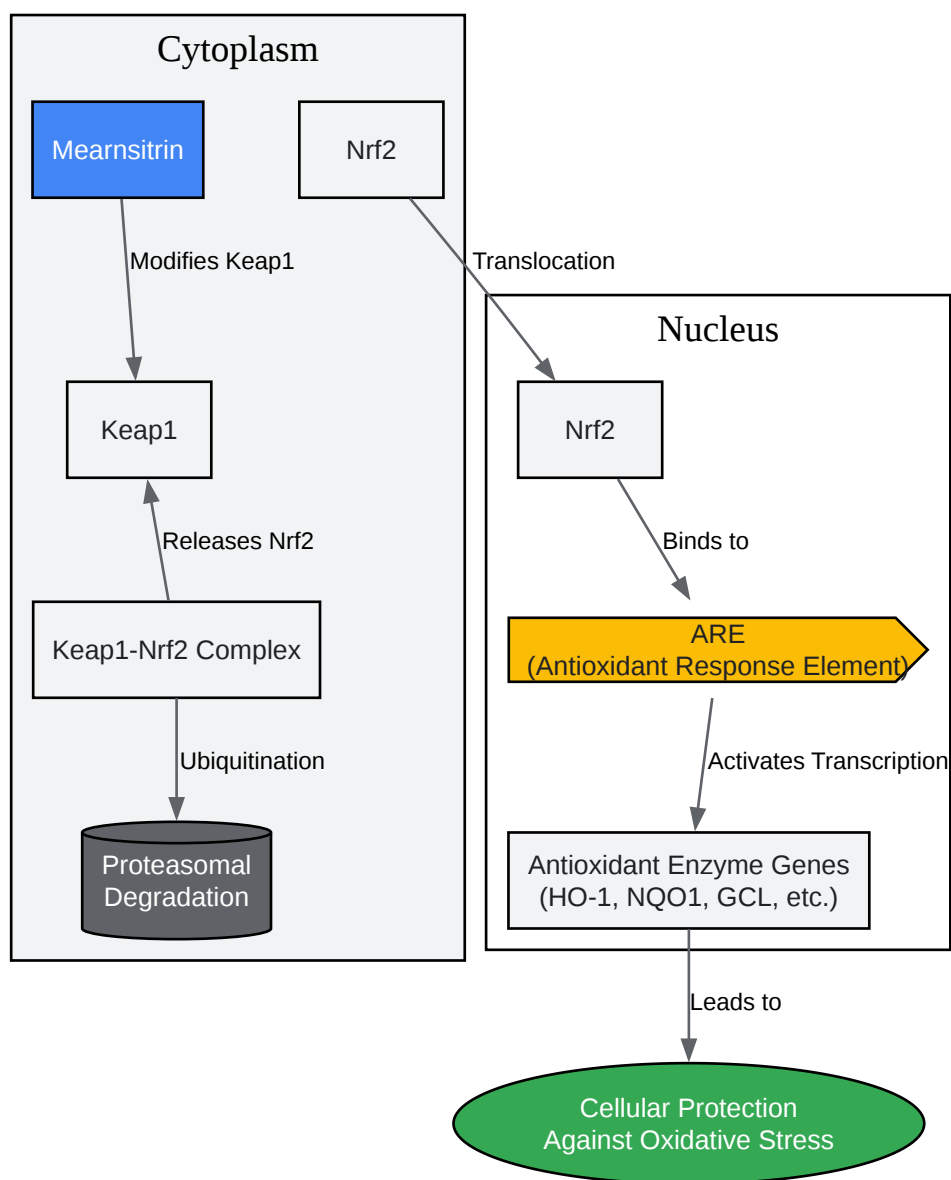 Cytoplasm
Mearnsitrin
Nrf2
Modifies Keap1
Translocation
Nucleus
Keap1
Nrf2
Releases Nrf2
Binds to
Keap1-Nrf2 Complex
ARE
(Antioxidant Response Element)
Ubiquitination
Activates Transcription
Proteasomal
Degradation
Antioxidant Enzyme Genes
(HO-1, NQO1, GCL, etc.)
Leads to
Cellular Protection
Against Oxidative Stress